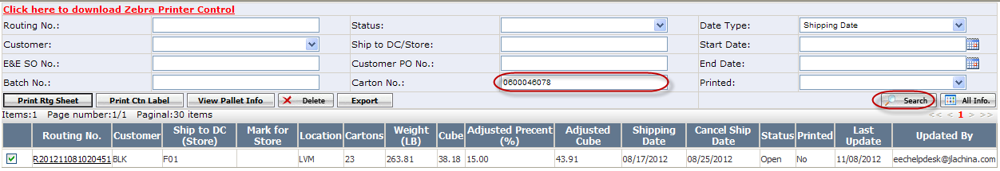 Click here to download Zebra Printer Control
Routing No.: Status: Date Type: Shipping Date
Customer: Ship to DC/Store: Start Date:
E&E SO No.: Customer PO No.: End Date:
Batch No.: Carton No.: 0600046078 Printed:
Print Rtg Sheet Print Ctn Label View Pallet Info Delete Export Search All Info.
Items:1 Page number:1/1 Paginal:30 items << < 1 > >>
Routing No. Customer Ship to DC (Store) Mark for Store Location Cartons Weight (LB) Cube Adjusted Precent (%) Adjusted Cube Shipping Date Cancel Ship Date Status Printed Last Update Updated By
R201211081020451 BLK F01 LVM 23 263.81 38.18 15.00 43.91 08/17/2012 08/25/2012 Open No 11/08/2012 eechelpdesk@jlachina.com